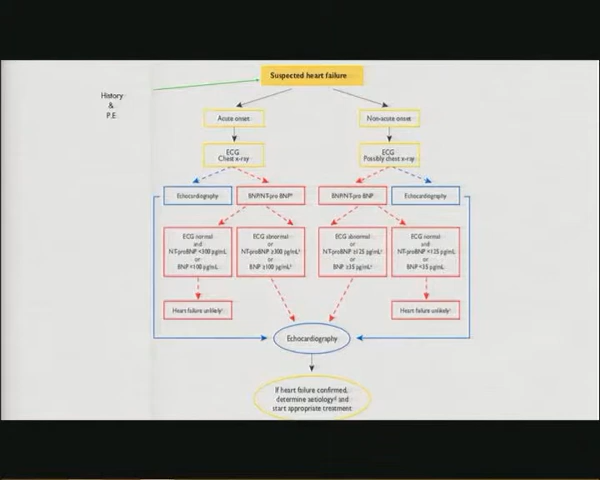 Suspected heart failure
History
&
P.E.
Acute onset
Non-acute onset
ECG
Chest x-ray
ECG
Possibly chest x-ray
Echocardiography
BNP/NT-pro BNP
BNP/NT-pro BNP
Echocardiography
ECG normal
and
NT-proBNP <300 pg/mL
or
BNP <100 pg/mL
ECG abnormal
or
NT-proBNP ≥300 pg/mL
or
BNP ≥100 pg/mL
ECG abnormal
or
NT-proBNP ≥125 pg/mL
or
BNP ≥35 pg/mL
ECG normal
and
NT-proBNP <125 pg/mL
or
BNP <35 pg/mL
Heart failure unlikely
Heart failure unlikely
Echocardiography
If heart failure confirmed,
determine aetiology and
start appropriate treatment